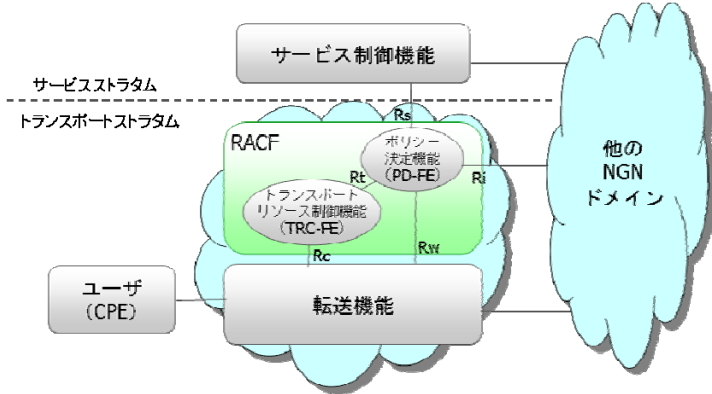 サービス制御機能
サービスストラタム
トランスポートストラタム
Rs
RACF
ポリシー
決定機能
(PD-FE)
Rt
Ri
トランスポート
リソース制御機能
(TRC-FE)
Rc
Rw
他の
NGN
ドメイン
ユーザ
(CPE)
転送機能